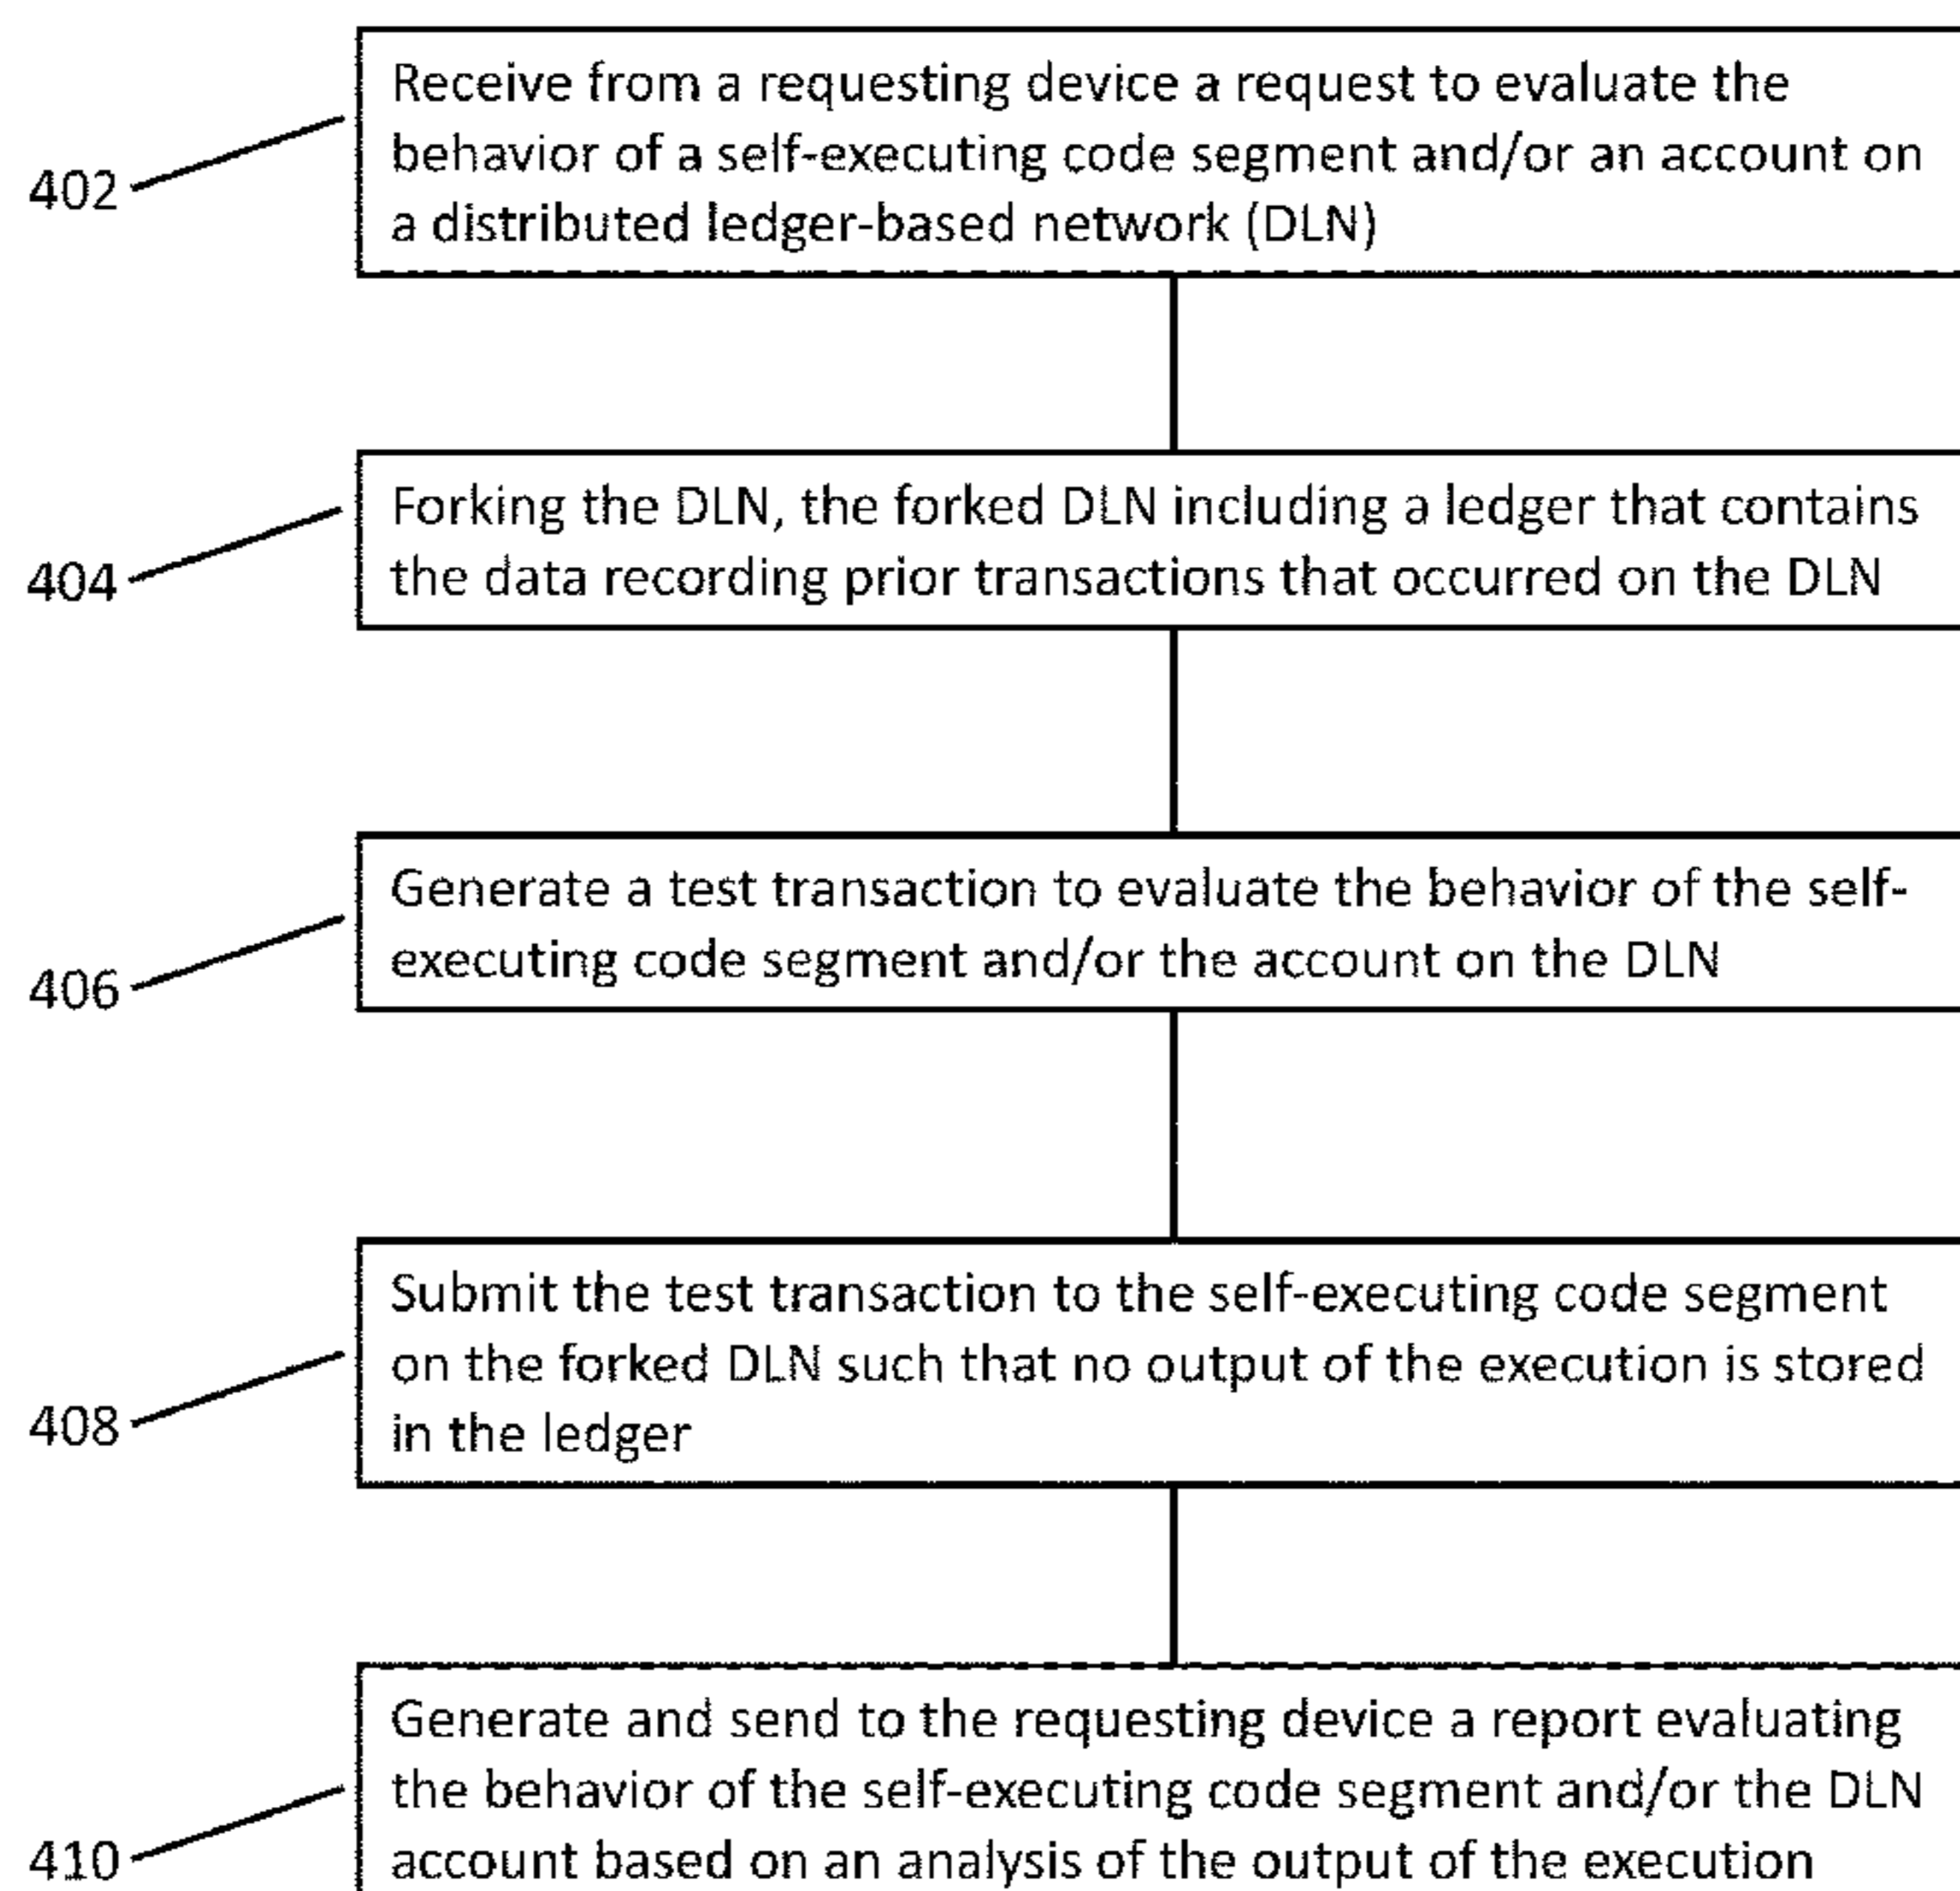 Receive from a requesting device a request to evaluate the
behavior of a self-executing code segment and/or an account on
a distributed ledger-based network (DLN)
402
Forking the DLN, the forked DLN including a ledger that contains
the data recording prior transactions that occurred on the DLN
404
Generate a test transaction to evaluate the behavior of the self-
executing code segment and/or the account on the DLN
406
Submit the test transaction to the self-executing code segment
on the forked DLN such that no output of the execution is stored
in the ledger
408
Generate and send to the requesting device a report evaluating
the behavior of the self-executing code segment and/or the DLN
account based on an analysis of the output of the execution
410